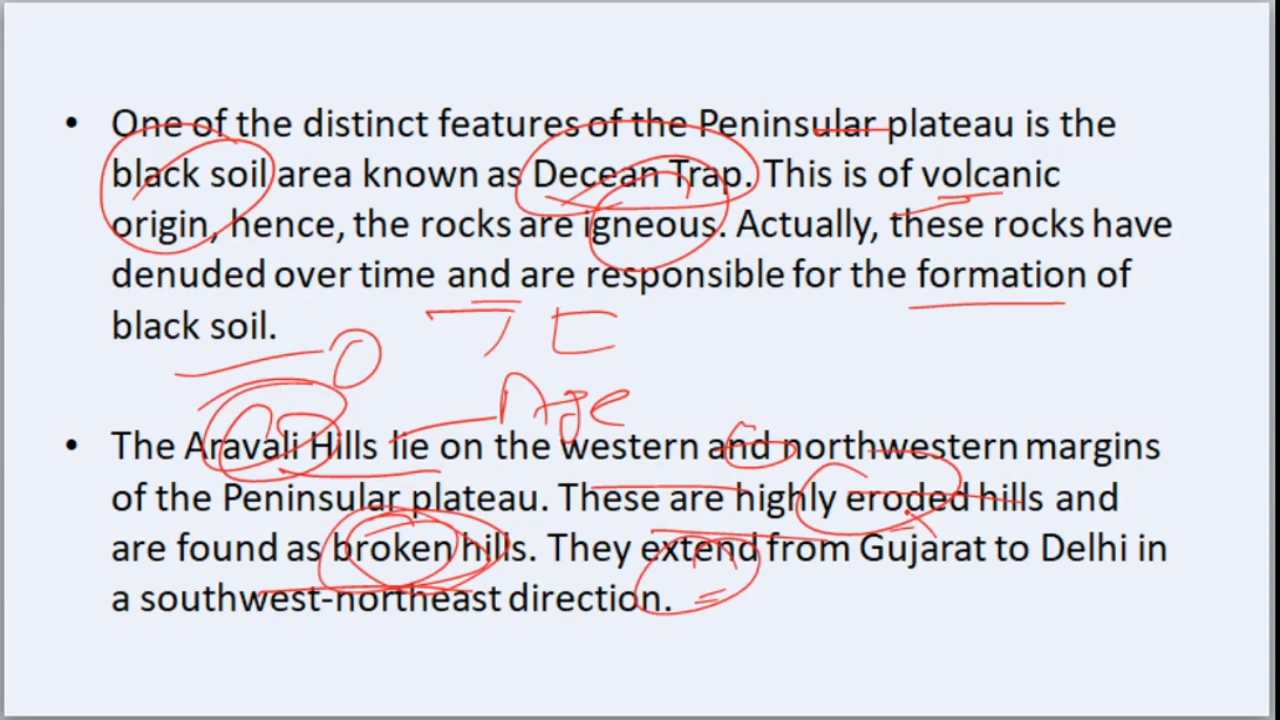 • One of the distinct features of the Peninsular plateau is the
black soil area known as Decean Trap. This is of volcanic
origin, hence, the rocks are igneous. Actually, these rocks have
denuded over time and are responsible for the formation of
black soil.
Age
• The Aravali Hills lie on the western and northwestern margins
of the Peninsular plateau. These are highly eroded hills and
are found as broken hills. They extend from Gujarat to Delhi in
a southwest-northeast direction.